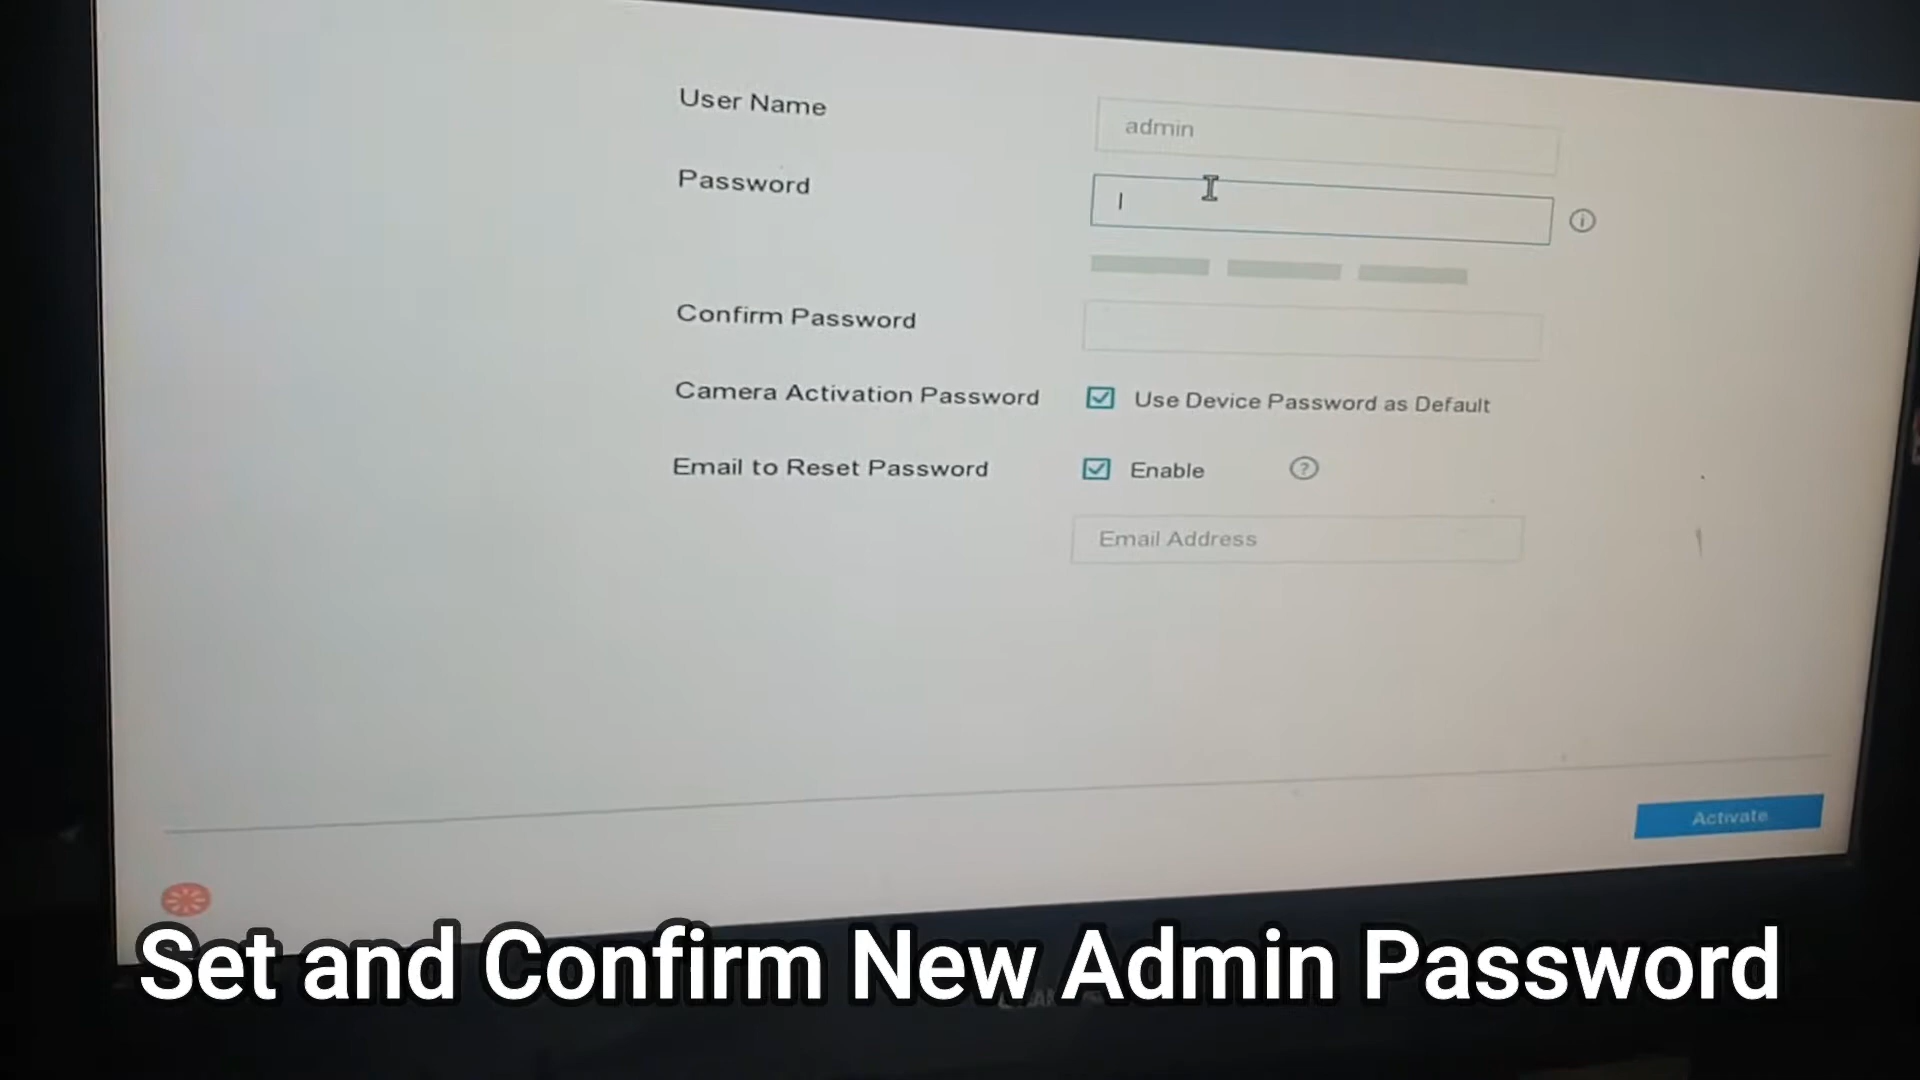 User Name
admin
Password
Confirm Password
Camera Activation Password
Use Device Password as Default
Email to Reset Password
Enable
Email Address
Activate
Set and Confirm New Admin Password